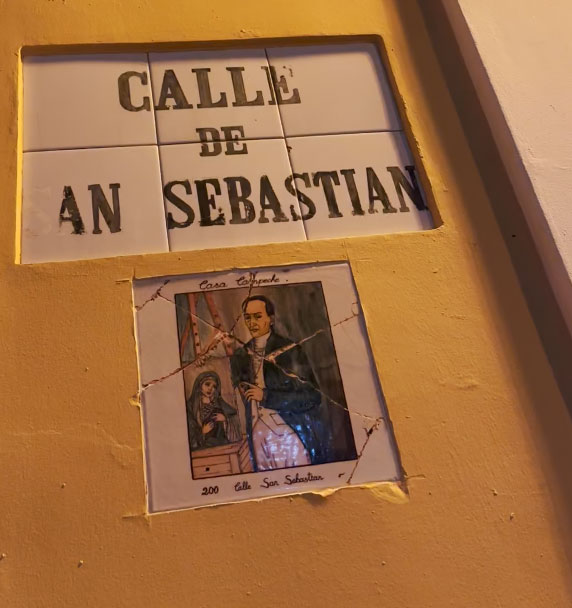 CALLE
DE
AN SEBASTIAN
Casa Campeche
200 Calle San Sebastian